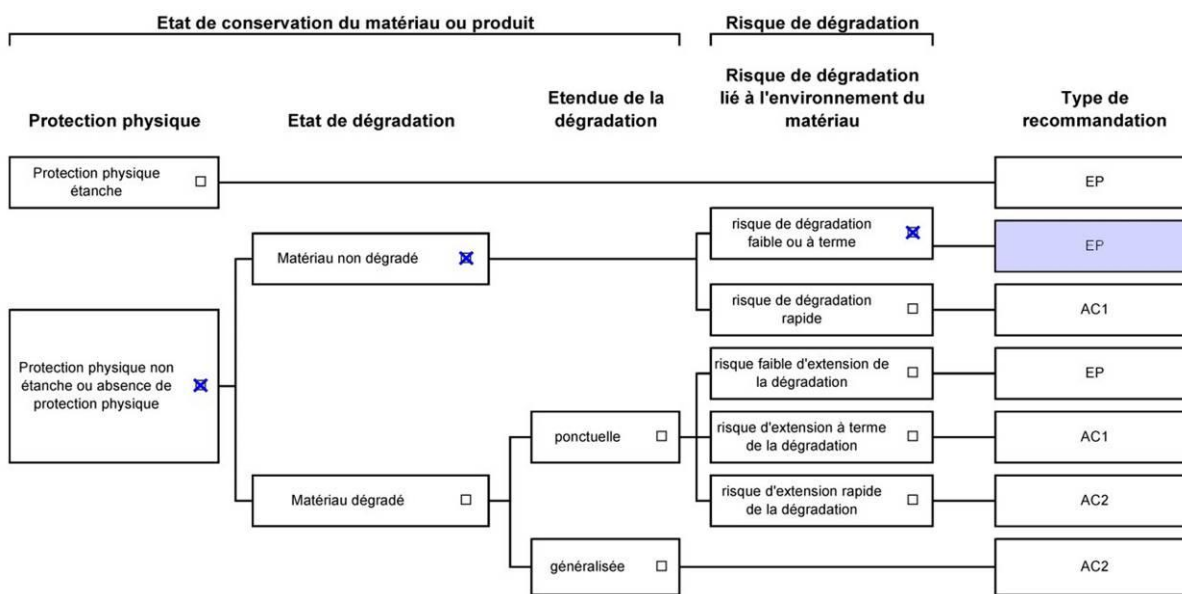 Etat de conservation du matériau ou produit
Risque de dégradation
Protection physique
Etat de dégradation
Etendue de la
dégradation
Risque de dégradation
lié à l'environnement du
matériau
Type de
recommandation
Protection physique
étanche
EP
risque de dégradation
faible ou à terme
EP
Matériau non dégradé
risque de dégradation
rapide
AC1
Protection physique non
étanche ou absence de
protection physique
risque faible d'extension de
la dégradation
EP
ponctuelle
risque d'extension à terme
de la dégradation
AC1
Matériau dégradé
risque d'extension rapide
de la dégradation
AC2
généralisée
AC2